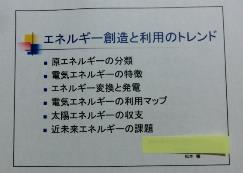 エネルギー創造と利用のトレンド
原エネルギーの分類
電気エネルギーの特徴
エネルギー変換と発電
電気エネルギーの利用マップ
太陽エネルギーの収支
近未来エネルギーの課題